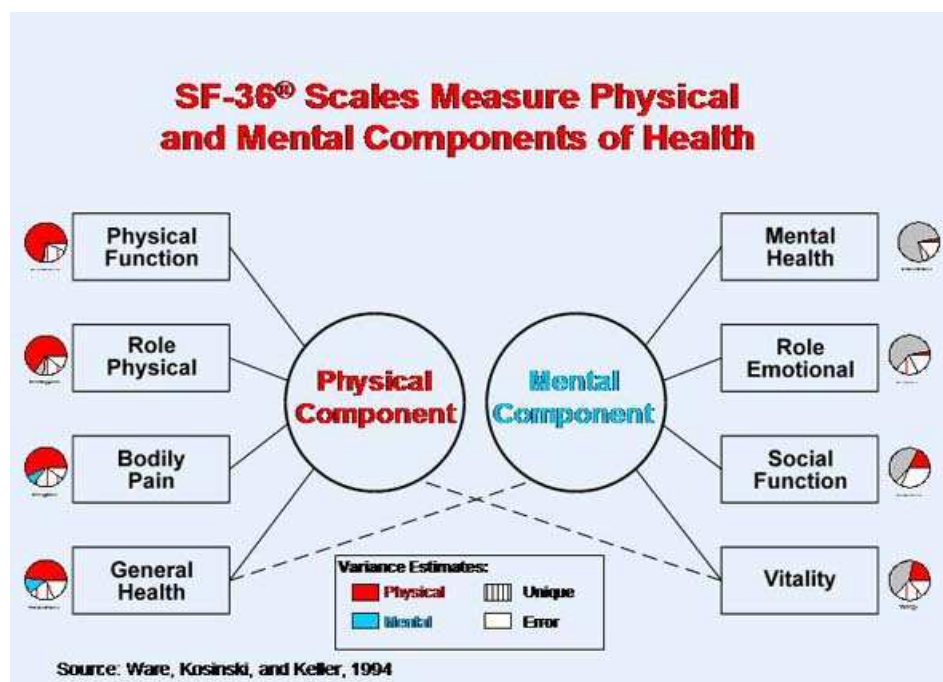 SF-36® Scales Measure Physical
and Mental Components of Health
Physical
Function
Role
Physical
Bodily
Pain
General
Health
Physical
Component
Mental
Component
Mental
Health
Role
Emotional
Social
Function
Vitality
Variance Estimates:
Physical
Unique
Mental
Error
Source: Ware, Kosinski, and Keller, 1994